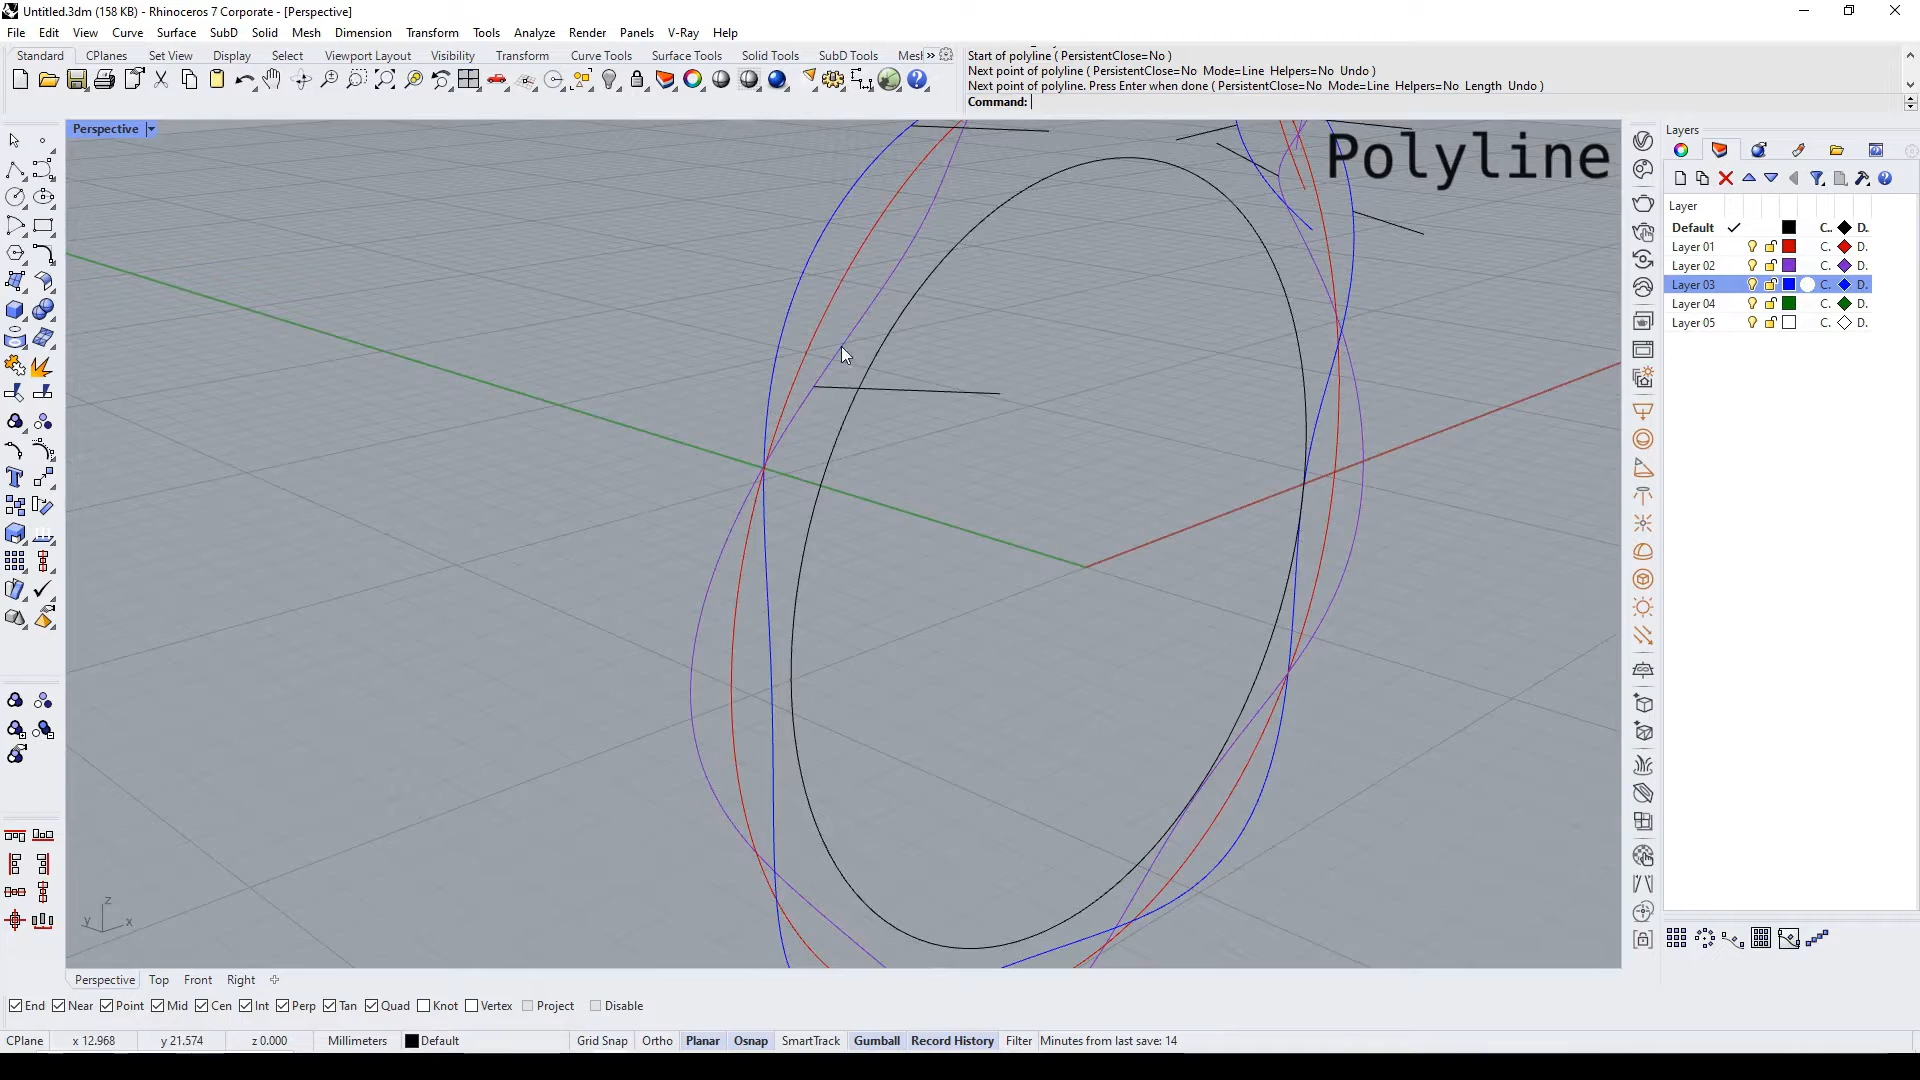 Untitled.3dm (158 KB) - Rhinoceros 7 Corporate - [Perspective]
File Edit View Curve Surface SubD Solid Mesh Dimension Transform Tools Analyze Render Panels V-Ray Help
Standard CPlanes Set View Display Select Viewport Layout Visibility Transform Curve Tools Surface Tools Solid Tools SubD Tools Mesh »
Start of polyline ( PersistentClose=No )
Next point of polyline ( PersistentClose=No Mode=Line Helpers=No Undo )
Next point of polyline. Press Enter when done ( PersistentClose=No Mode=Line Helpers=No Length Undo )
Command:
Perspective
Polyline
Layers
Layer
Default C.. D.
Layer 01 C. D.
Layer 02 C. D.
Layer 03 C. D.
Layer 04 C. D.
Layer 05 C. D.
z
y x
Perspective Top Front Right
End Near Point Mid Cen Int Perp Tan Quad Knot Vertex Project Disable
CPlane x 12.968 y 21.574 z 0.000 Millimeters Default Grid Snap Ortho Planar Osnap SmartTrack Gumball Record History Filter Minutes from last save: 14